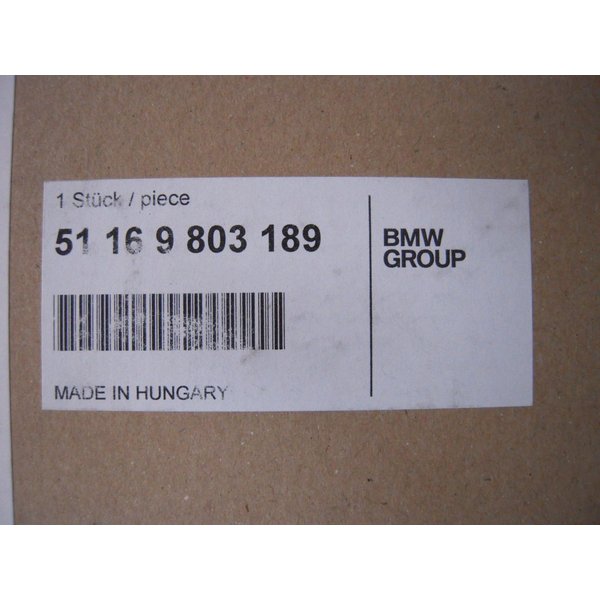 1 Stück / piece
51 16 9 803 189
BMW
GROUP
MADE IN HUNGARY